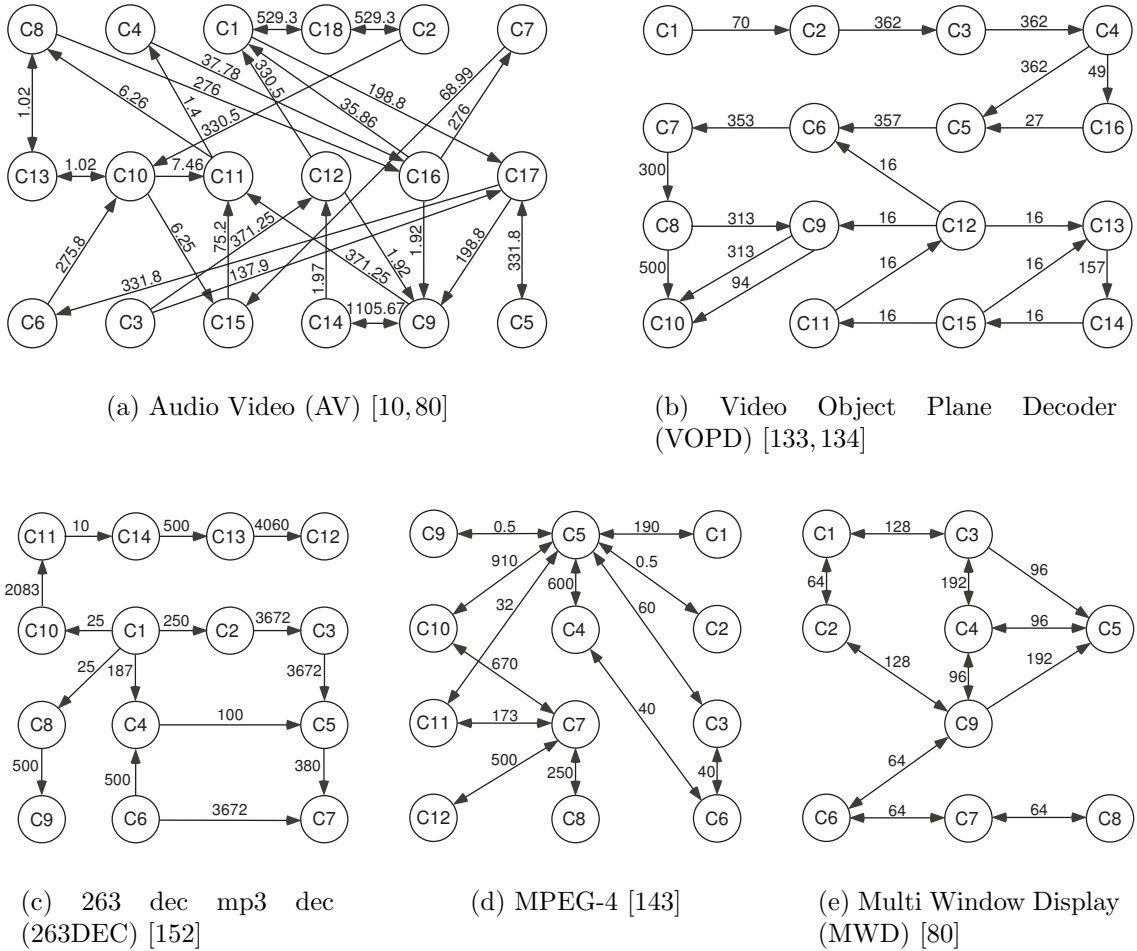 C8 C4 C1 529.3 C18 529.3 C2 C7
37.78
276
330.5
68.99
1.02
6.26
1.4
330.5
35.86
276
198.8
C13 1.02 C10 7.46 C11 C12 C16 C17
275.8
6.25
75.2
371.25
1.97
1.92
371.25
1.92
198.8
331.8
331.8
137.9
1105.67
C6 C3 C15 C14 C9 C5
(a) Audio Video (AV) [10,80]
C1 70 C2 362 C3 362 C4
362
49
C7 353 C6 357 C5 27 C16
300
16
C8 313 C9 16 C12 16 C13
500
313
94
16
16
157
C10 C11 16 C15 16 C14
(b) Video Object Plane Decoder
(VOPD) [133,134]
C11 10 C14 500 C13 4060 C12
2083
C10 25 C1 250 C2 3672 C3
25
187
3672
C8 C4 100 C5
500
500
380
C9 C6 3672 C7
(c) 263 dec mp3 dec
(263DEC) [152]
C9 0.5 C5 190 C1
910
600
0.5
32
60
C10 C4 C2
670
40
C11 173 C7 C3
500
250
40
C12 C8 C6
(d) MPEG-4 [143]
C1 128 C3
64
192
96
C2 C4 96 C5
128
96
192
C9
64
C6 64 C7 64 C8
(e) Multi Window Display
(MWD) [80]